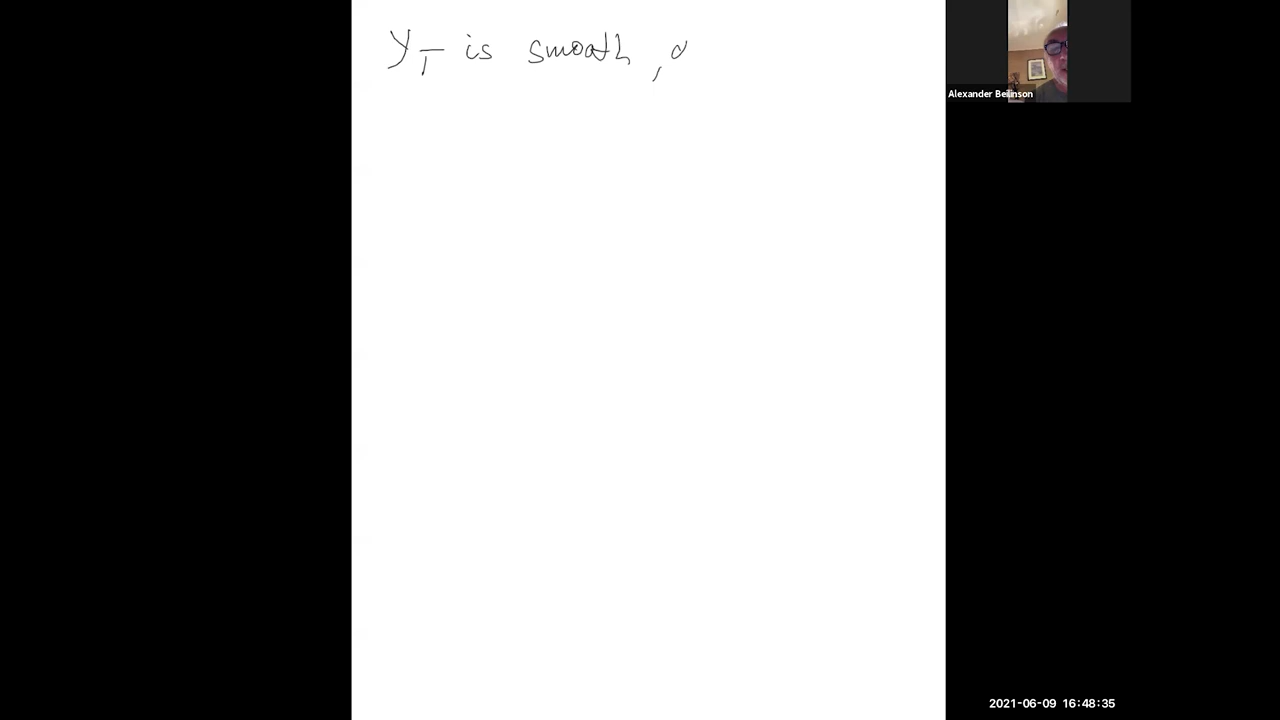 Y_T is smooth,
Alexander Beilinson
2021-06-09 16:48:35